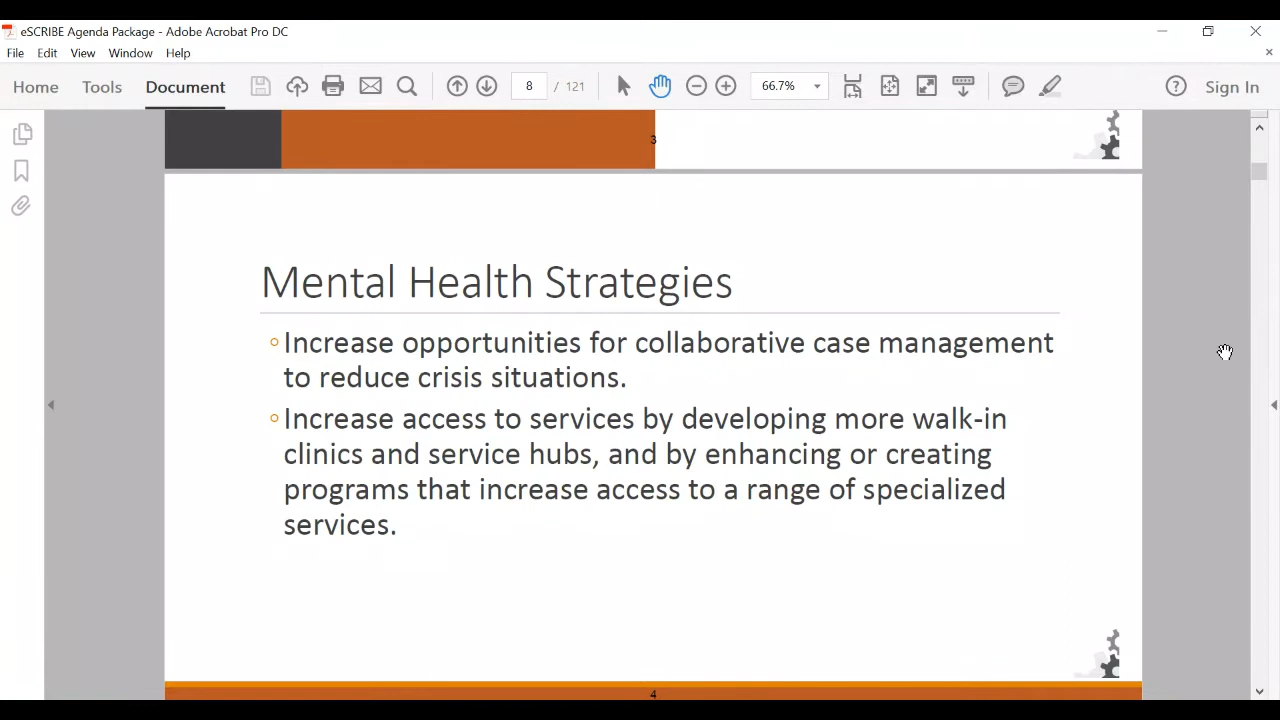 eSCRIBE Agenda Package - Adobe Acrobat Pro DC
File Edit View Window Help
Home Tools Document 8 / 121 66.7% Sign In
3
Mental Health Strategies
Increase opportunities for collaborative case management
to reduce crisis situations.
Increase access to services by developing more walk-in
clinics and service hubs, and by enhancing or creating
programs that increase access to a range of specialized
services.
4